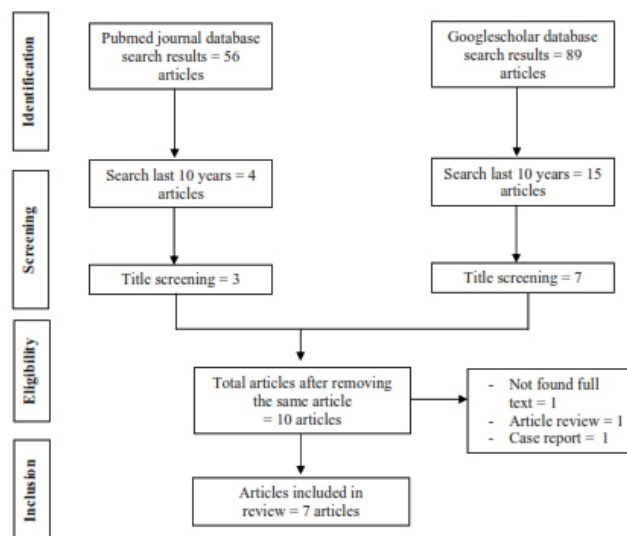 Identification
Pubmed journal database
search results = 56
articles
Googlescholar database
search results = 89
articles
Screening
Search last 10 years = 4
articles
Search last 10 years = 15
articles
Title screening = 3
Title screening = 7
Eligibility
Total articles after removing
the same article
= 10 articles
- Not found full
text = 1
- Article review = 1
- Case report = 1
Inclusion
Articles included in
review = 7 articles